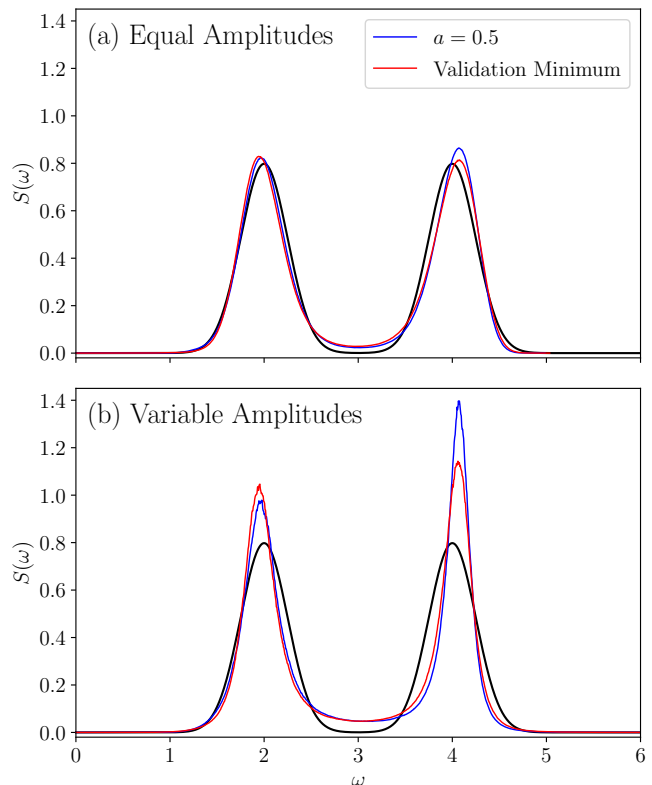 (a) Equal Amplitudes
a = 0.5
Validation Minimum
S(ω)
1.4
1.2
1.0
0.8
0.6
0.4
0.2
0.0
(b) Variable Amplitudes
S(ω)
1.4
1.2
1.0
0.8
0.6
0.4
0.2
0.0
0 1 2 3 4 5 6
ω